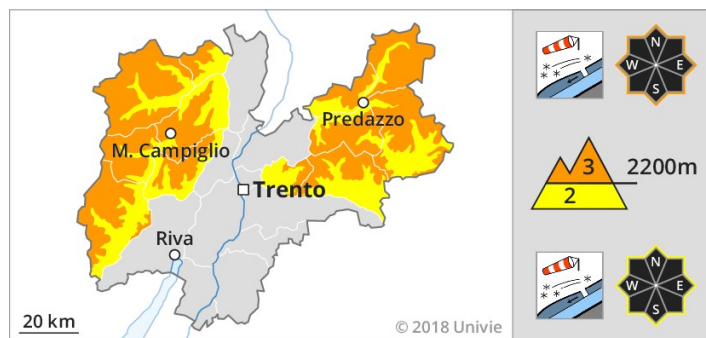 Predazzo
M. Campiglio
Trento
Riva
20 km
© 2018 Univie
N
W E
S
3 2200m
2
N
W E
S